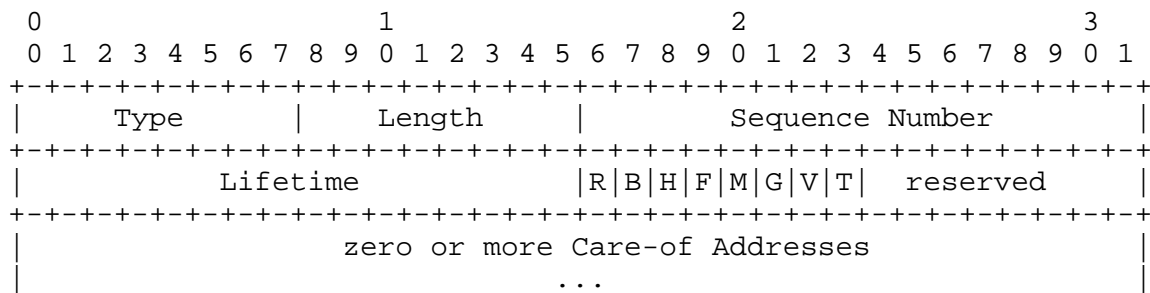 0                   1                   2                   3
 0 1 2 3 4 5 6 7 8 9 0 1 2 3 4 5 6 7 8 9 0 1 2 3 4 5 6 7 8 9 0 1
+-+-+-+-+-+-+-+-+-+-+-+-+-+-+-+-+-+-+-+-+-+-+-+-+-+-+-+-+-+-+-+-+
|     Type      |    Length     |        Sequence Number        |
+-+-+-+-+-+-+-+-+-+-+-+-+-+-+-+-+-+-+-+-+-+-+-+-+-+-+-+-+-+-+-+-+
|           Lifetime            |R|B|H|F|M|G|V|T|  reserved     |
+-+-+-+-+-+-+-+-+-+-+-+-+-+-+-+-+-+-+-+-+-+-+-+-+-+-+-+-+-+-+-+-+
|                  zero or more Care-of Addresses               |
|                              ...                              |